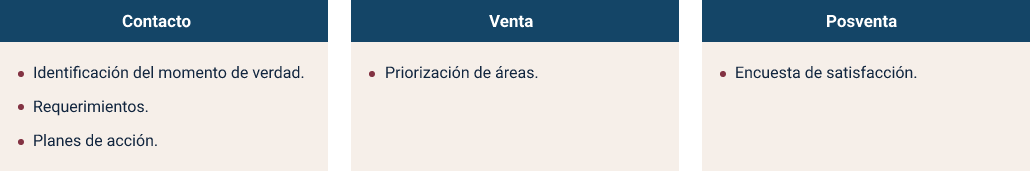 Contacto
Identificación del momento de verdad.
Requerimientos.
Planes de acción.
Venta
Priorización de áreas.
Posventa
Encuesta de satisfacción.